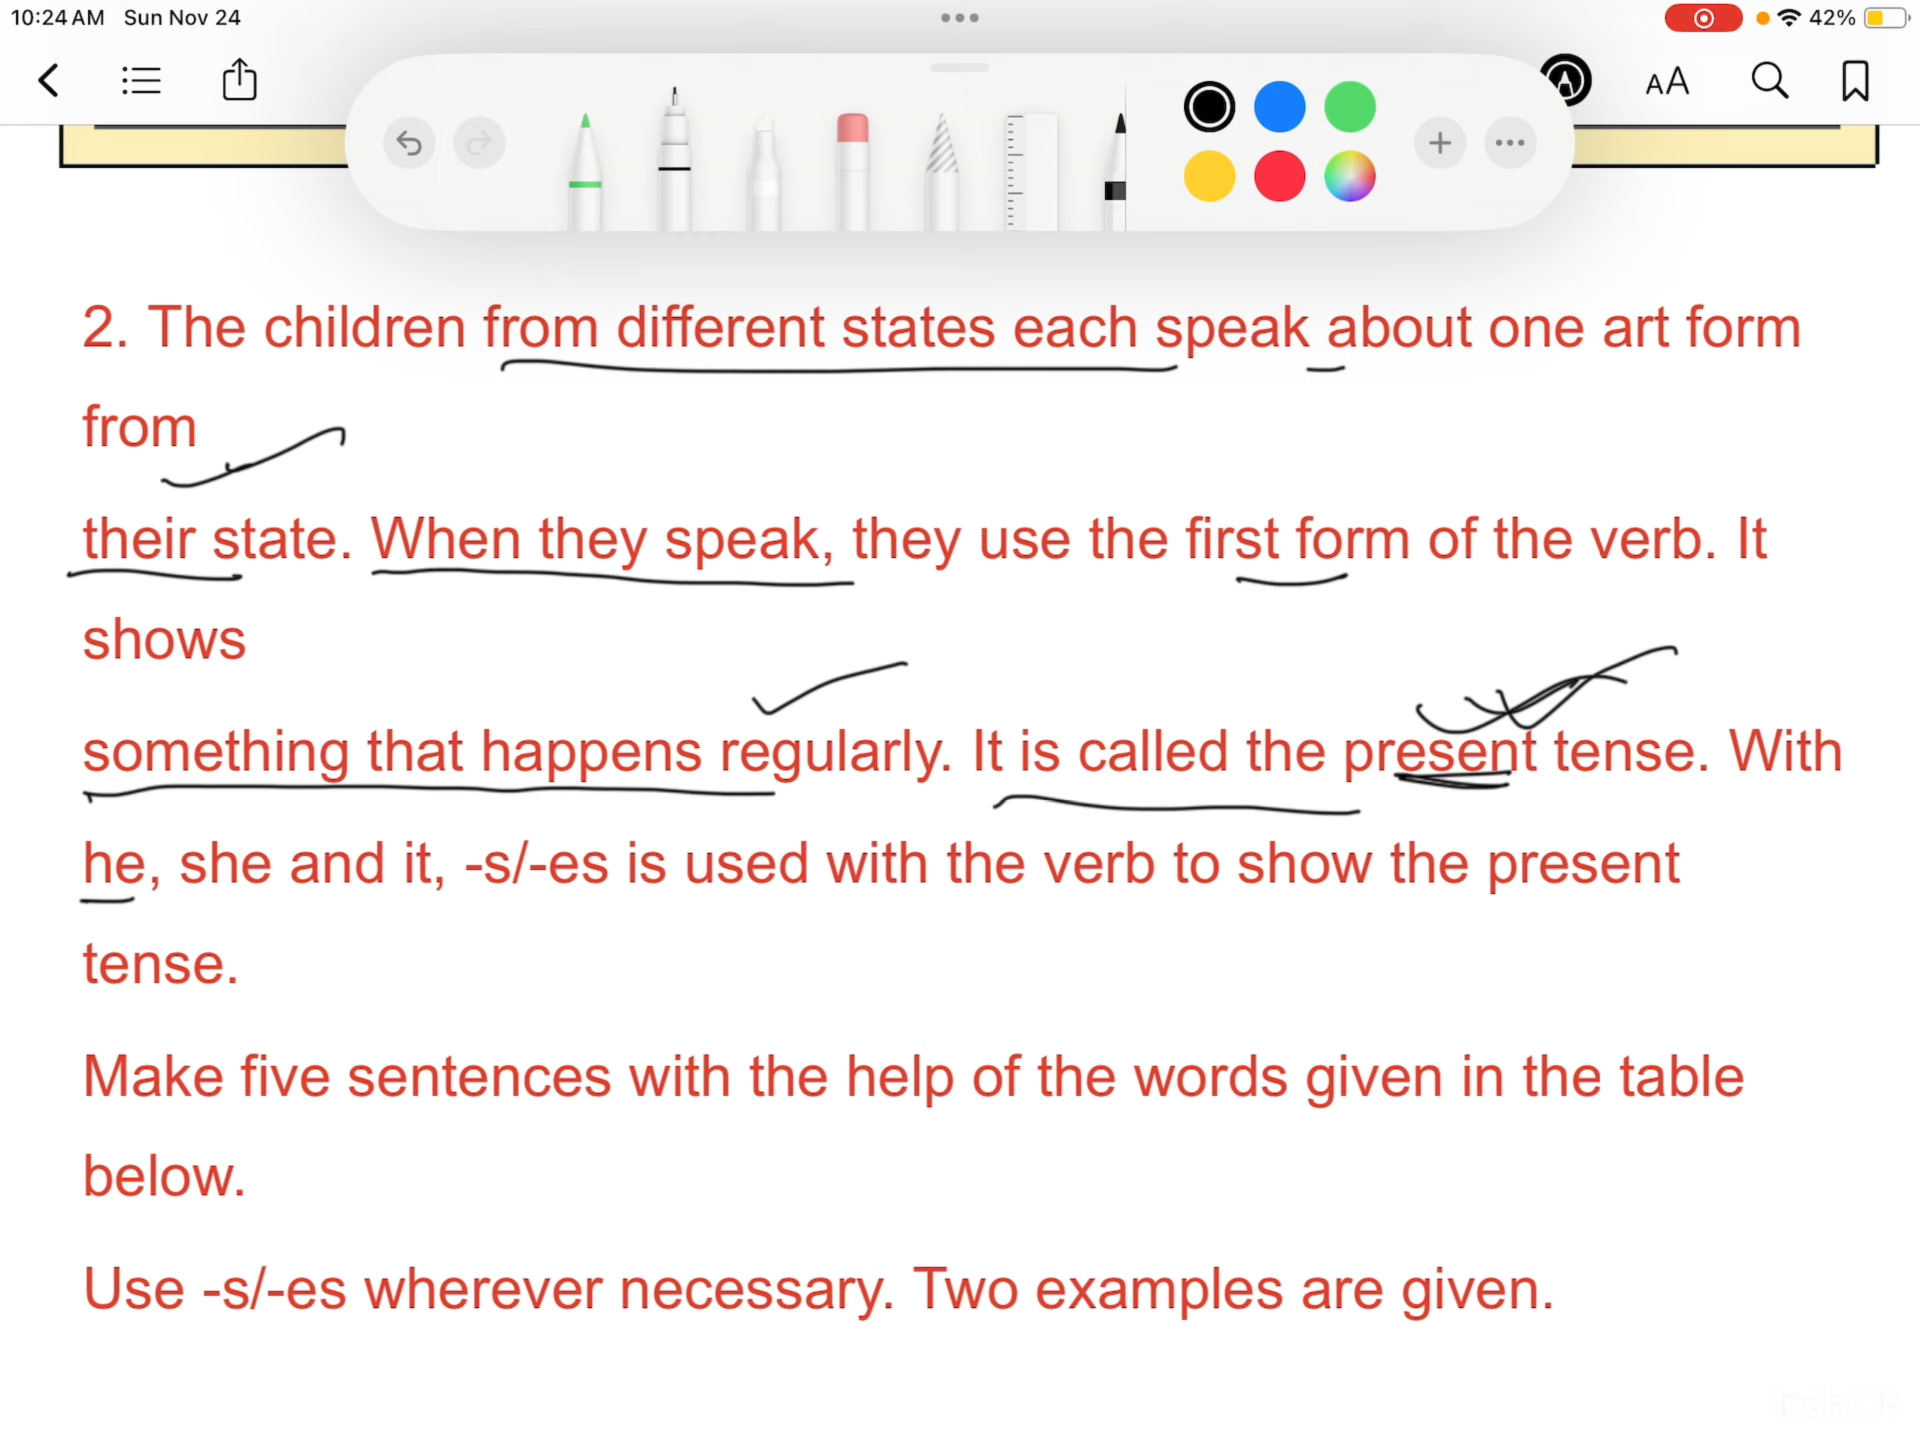 10:24 AM Sun Nov 24
42%
AA
2. The children from different states each speak about one art form
from
their state. When they speak, they use the first form of the verb. It
shows
something that happens regularly. It is called the present tense. With
he, she and it, -s/-es is used with the verb to show the present
tense.
Make five sentences with the help of the words given in the table
below.
Use -s/-es wherever necessary. Two examples are given.